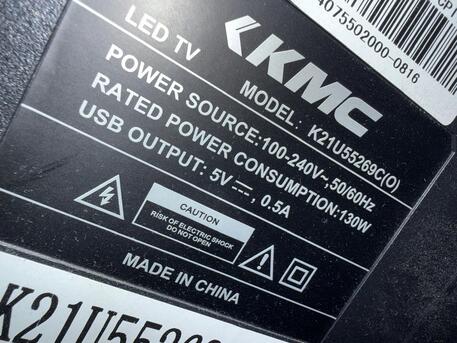 4075502000-0816
KMC
LED TV
MODEL: K21U55269C(O)
POWER SOURCE:100-240V~,50/60Hz
RATED POWER CONSUMPTION:130W
USB OUTPUT: 5V⎓, 0.5A
CAUTION
RISK OF ELECTRIC SHOCK
DO NOT OPEN
MADE IN CHINA